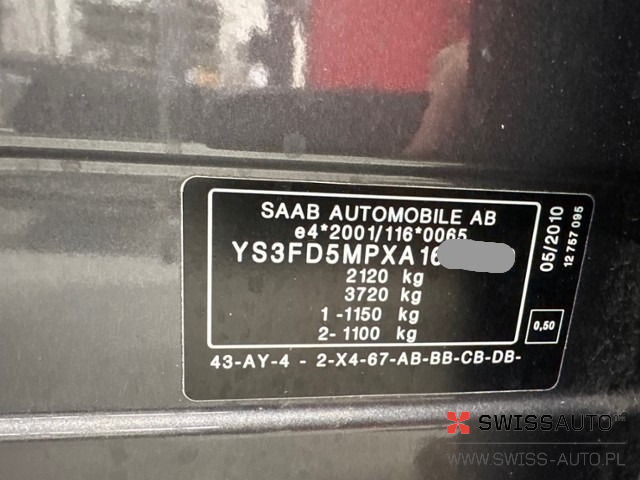 SAAB AUTOMOBILE AB
e4*2001/116*0065
YS3FD5MPXA16
2120 kg
3720 kg
1 -1150 kg
2- 1100 kg
43-AY-4 - 2-X4-67-AB-BB-CB-DB-
05/2010
12 757 095
0,50
SWISSAUTO
WWW.SWISS-AUTO.PL